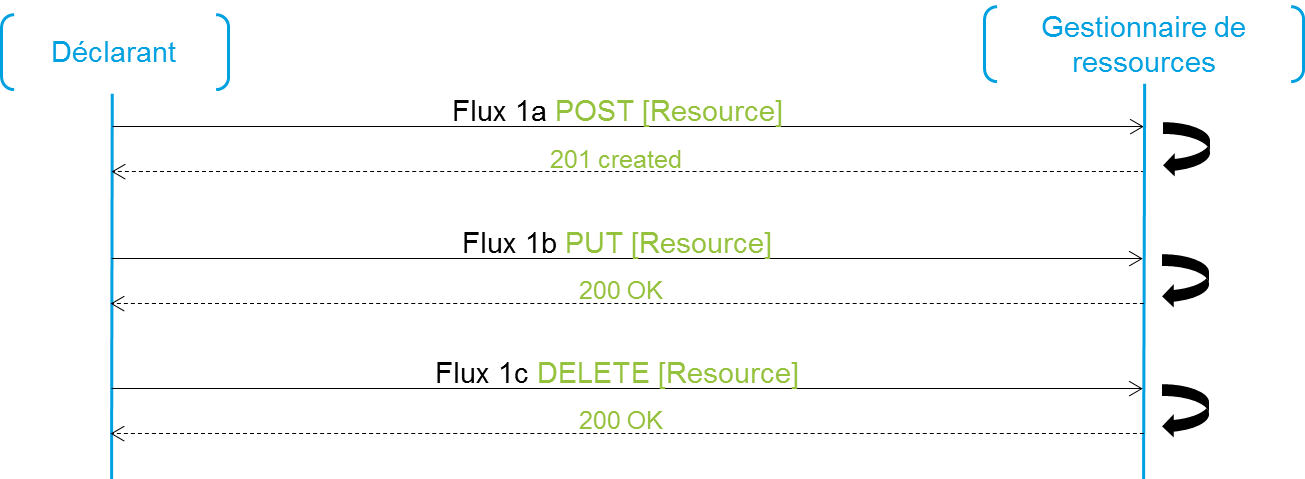 Déclarant
Gestionnaire de
ressources
Flux 1a POST [Resource]
201 created
Flux 1b PUT [Resource]
200 OK
Flux 1c DELETE [Resource]
200 OK